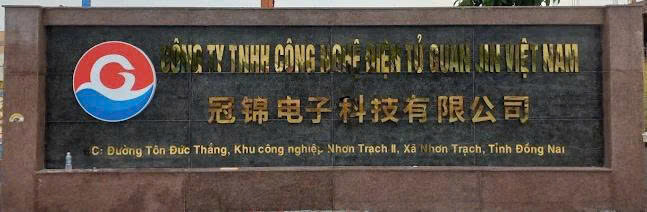 CÔNG TY TNHH CÔNG NGHỆ ĐIỆN TỬ GUAN JIN VIỆT NAM
冠锦电子科技有限公司
ĐC: Đường Tôn Đức Thắng, Khu công nghiệp Nhơn Trạch II, Xã Nhơn Trạch, Tỉnh Đồng Nai